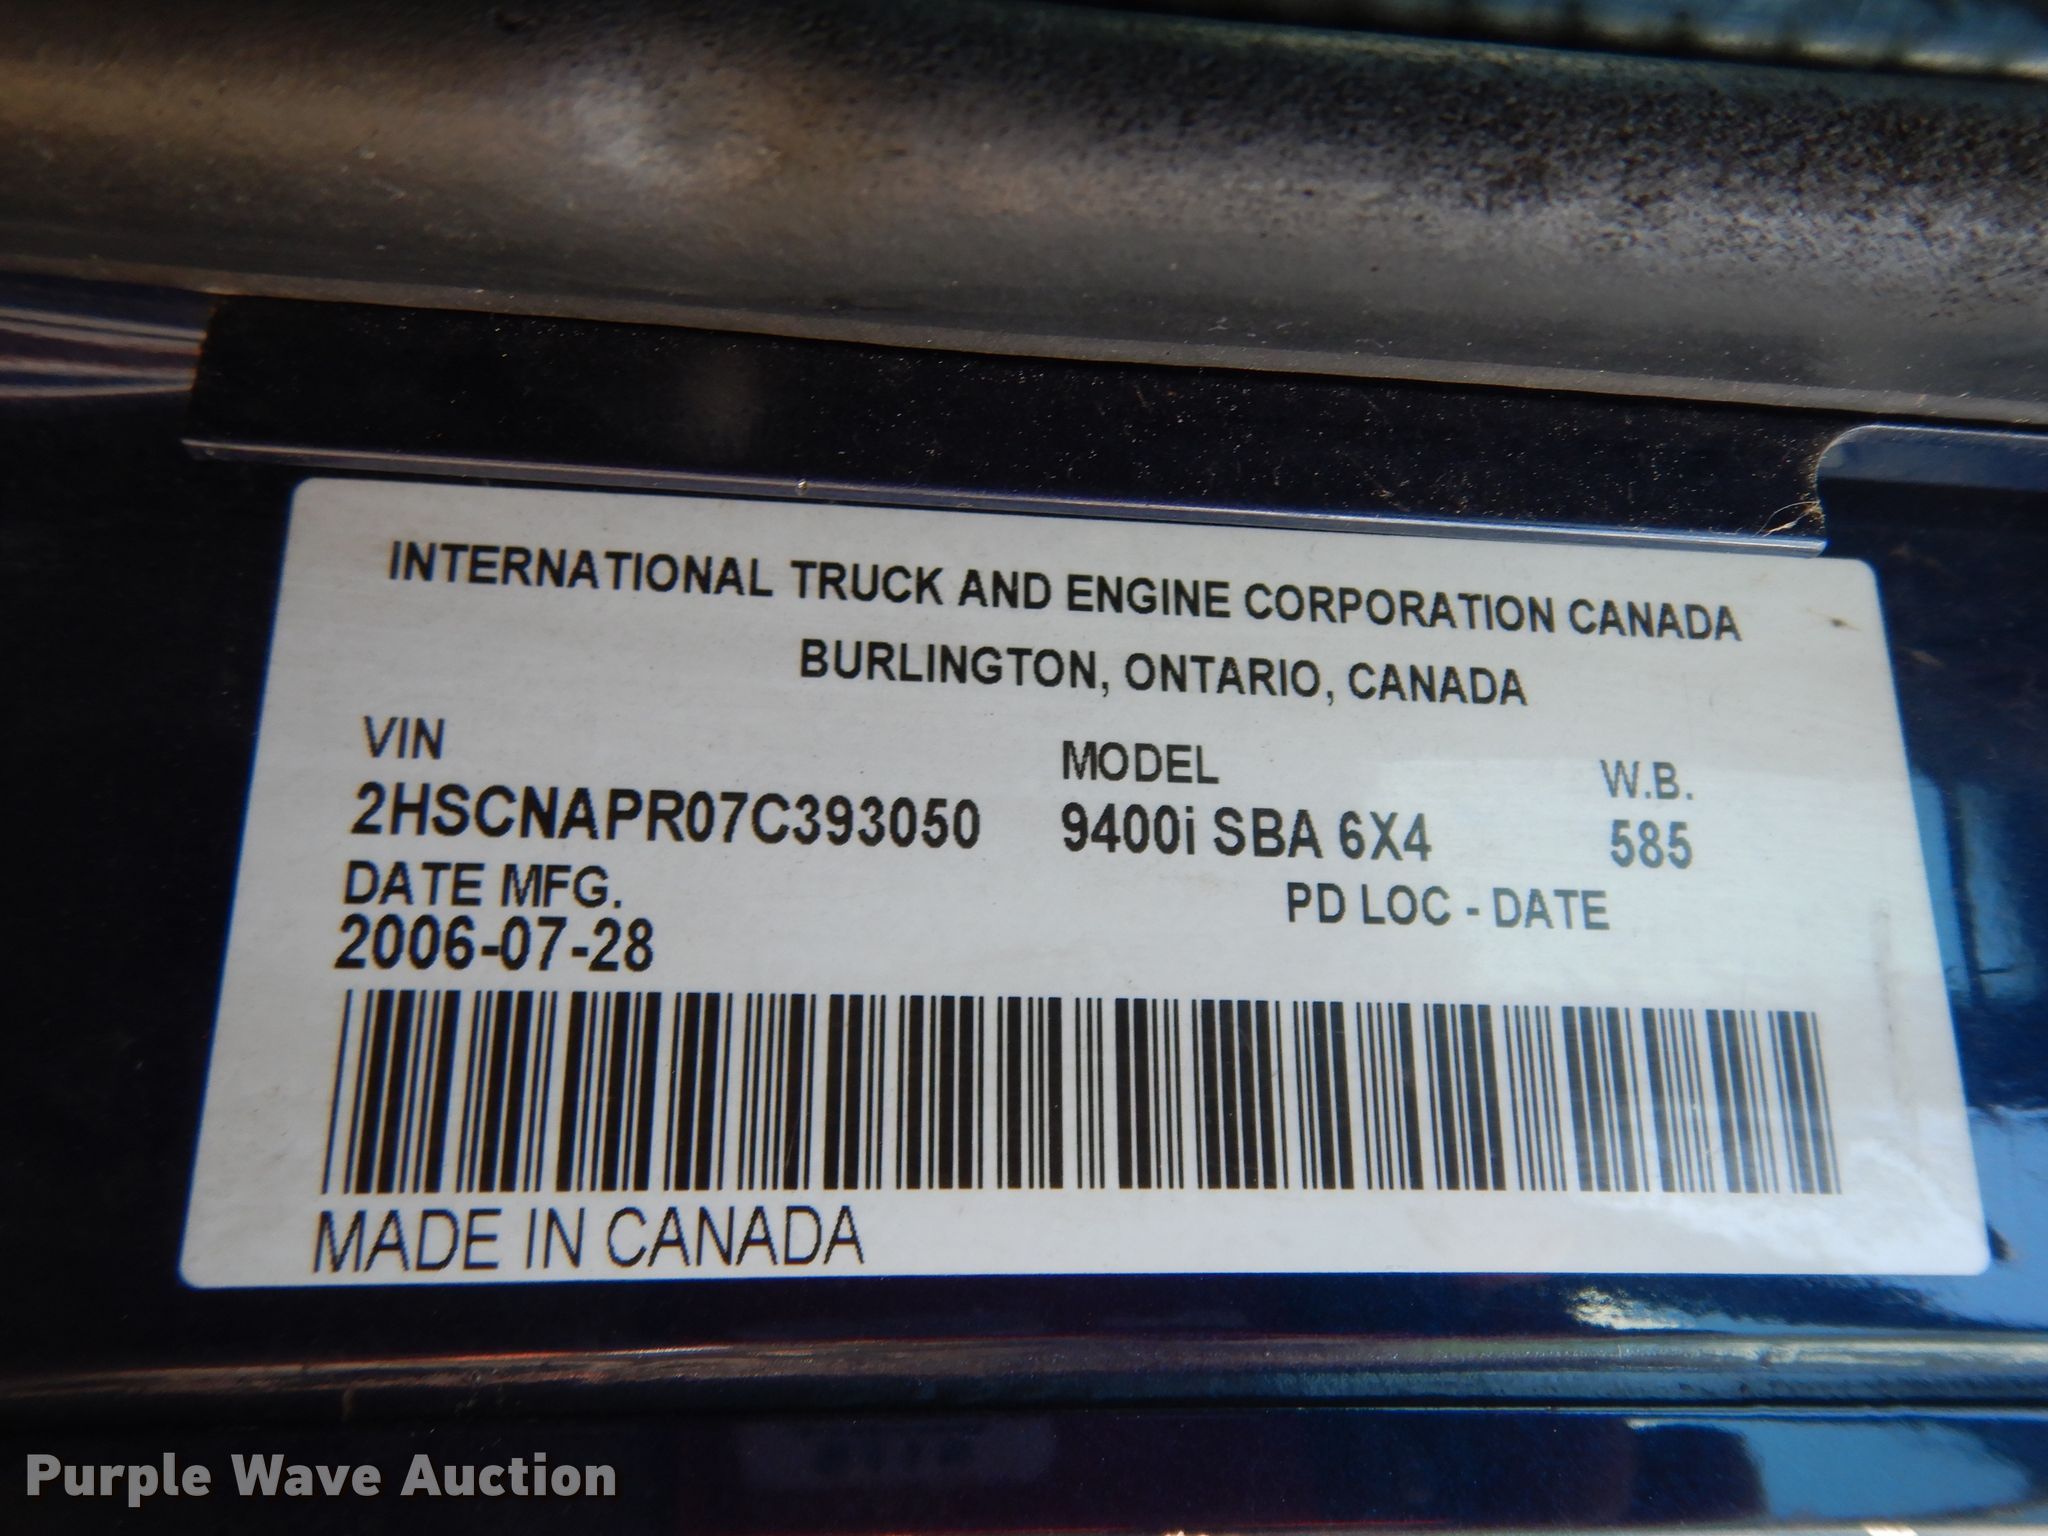 INTERNATIONAL TRUCK AND ENGINE CORPORATION CANADA
BURLINGTON, ONTARIO, CANADA
VIN MODEL W.B.
2HSCNAPR07C393050 9400i SBA 6X4 585
DATE MFG. PD LOC - DATE
2006-07-28
MADE IN CANADA
Purple Wave Auction